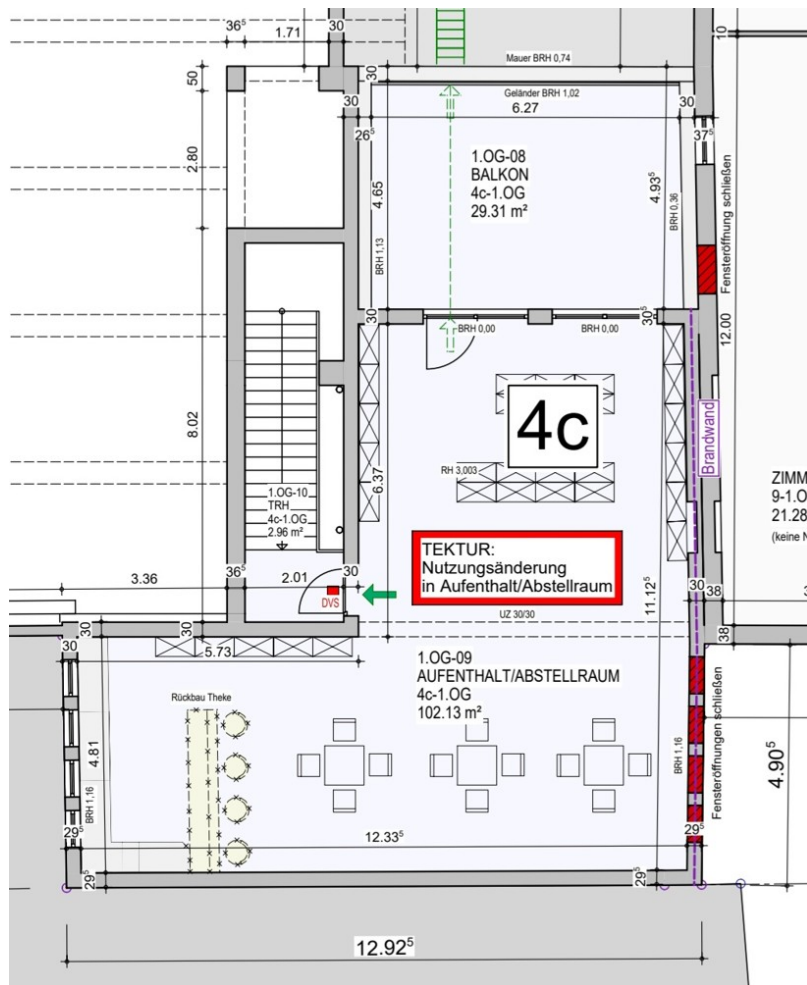 36⁵
1.71
30
10
Mauer BRH 0,74
50
30
Geländer BRH 1,02
30
6.27
30
26⁵
37⁵
2.80
1.OG-08
BALKON
4c-1.OG
29.31 m²
4.65
4.93⁵
BRH 1,13
BRH 0,36
Fensteröffnung schließen
12.00
30
BRH 0,00
BRH 0,00
30⁵
8.02
4c
Brandwand
6.37
RH 3,003
ZIMM
9-1.O
21.28
(keine N
1.OG-10
TRH
4c-1.OG
2.96 m²
TEKTUR:
Nutzungsänderung
in Aufenthalt/Abstellraum
3.36
36⁵
2.01
30
DVS
11.12⁵
30
38
UZ 30/30
30
30
38
30
5.73
1.OG-09
AUFENTHALT/ABSTELLRAUM
4c-1.OG
102.13 m²
Rückbau Theke
4.81
BRH 1,16
BRH 1,16
Fensteröffnungen schließen
4.90⁵
29⁵
12.33⁵
29⁵
29⁵
29⁵
12.92⁵